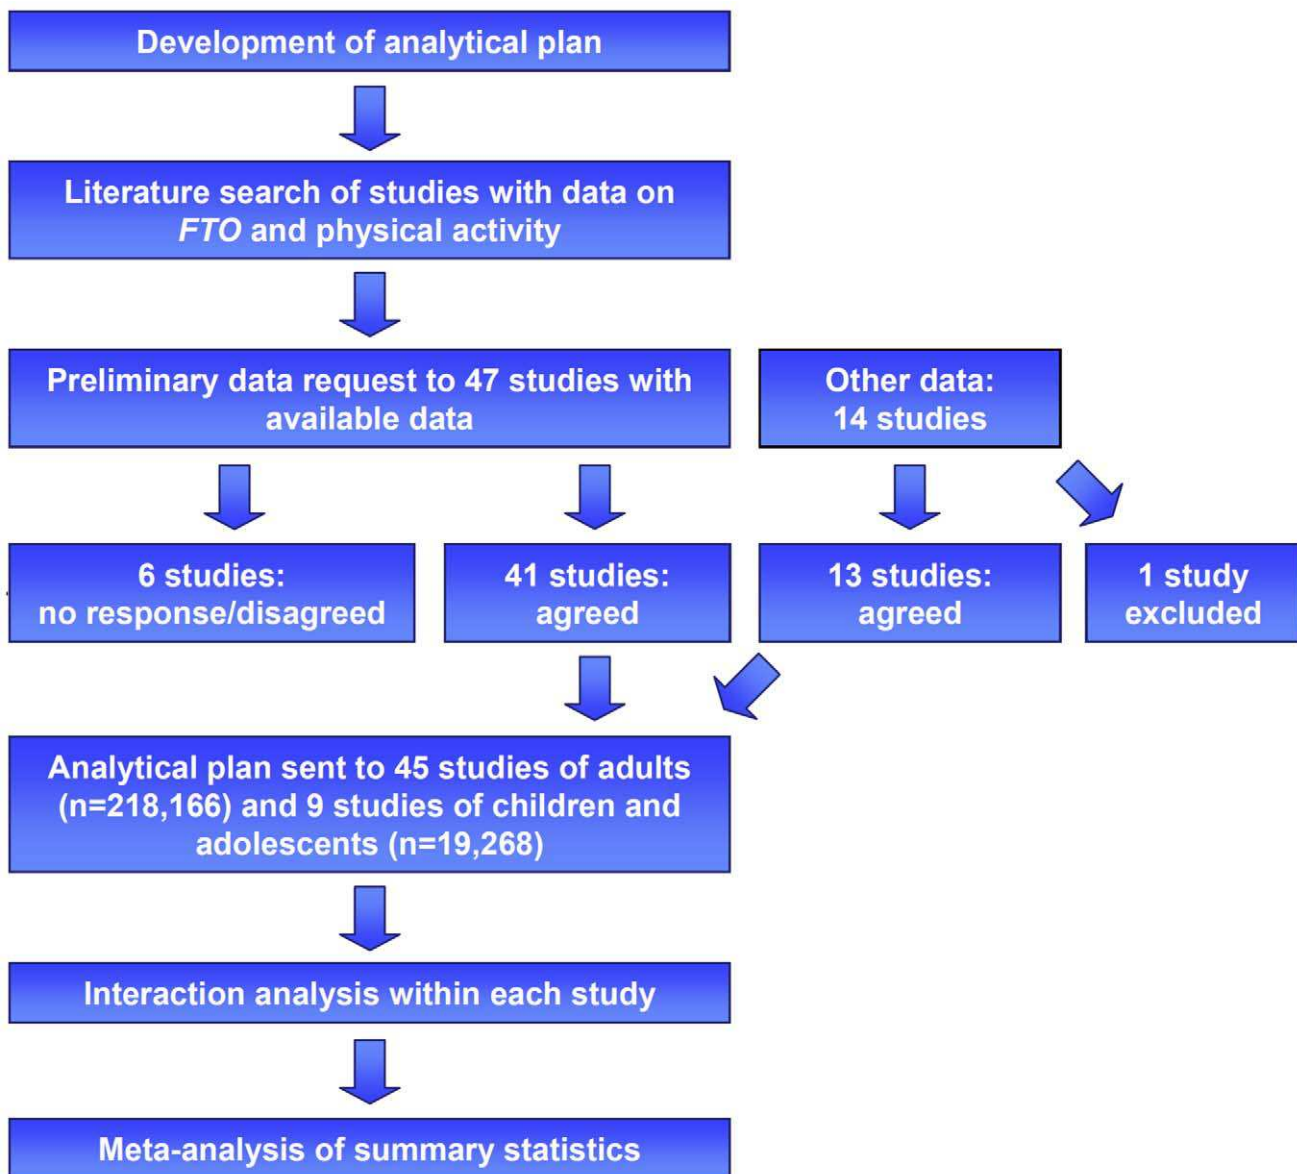 Development of analytical plan
Literature search of studies with data on
FTO and physical activity
Preliminary data request to 47 studies with
available data
Other data:
14 studies
6 studies:
no response/disagreed
41 studies:
agreed
13 studies:
agreed
1 study
excluded
Analytical plan sent to 45 studies of adults
(n=218,166) and 9 studies of children and
adolescents (n=19,268)
Interaction analysis within each study
Meta-analysis of summary statistics